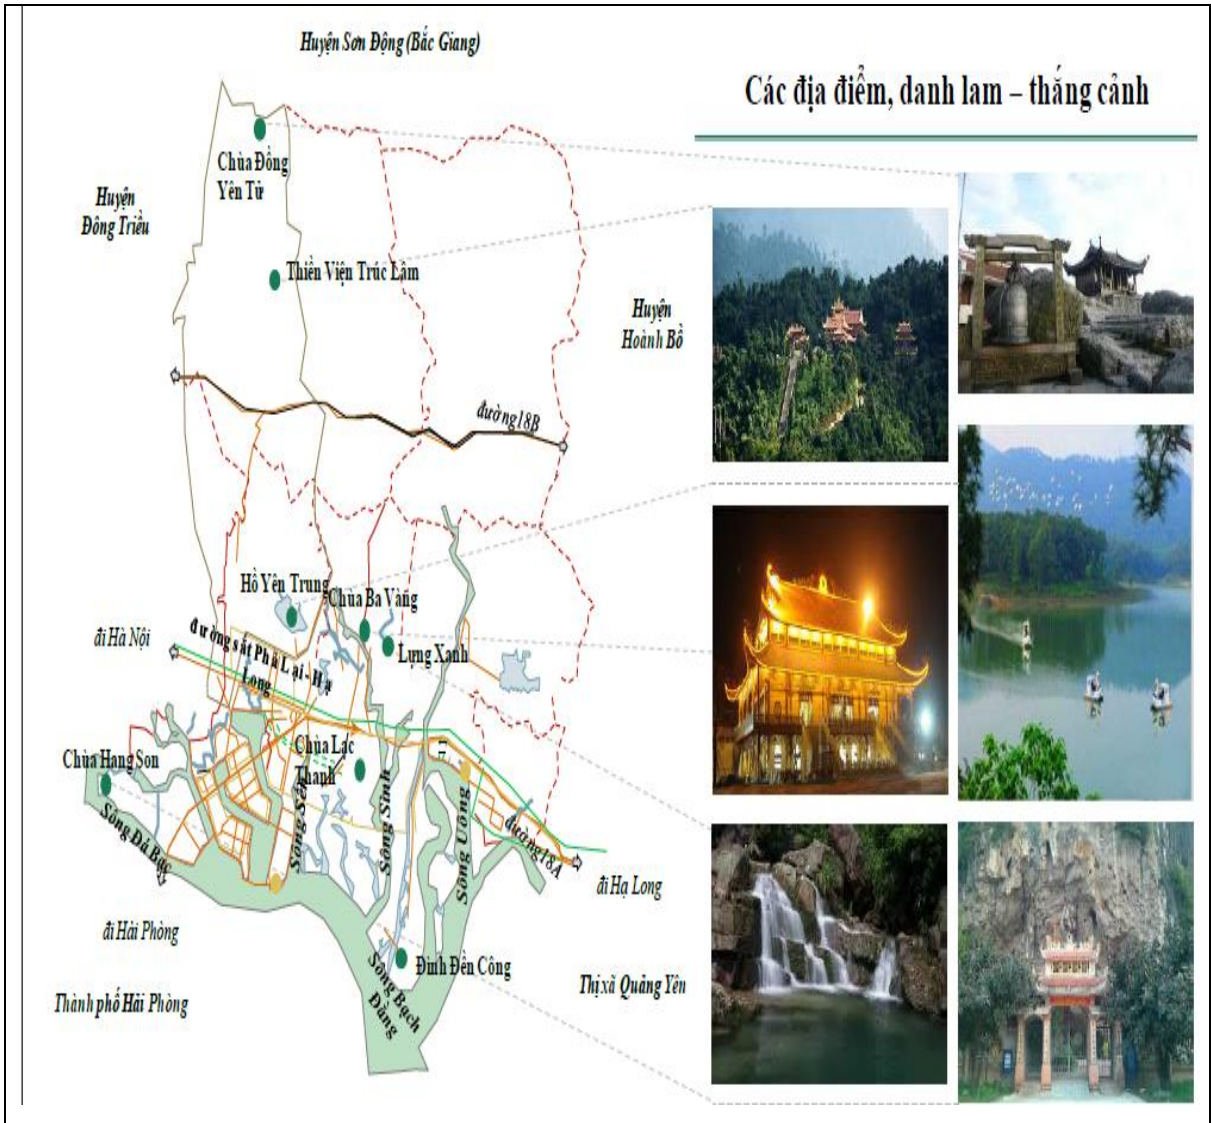 Huyện Sơn Động (Bắc Giang)
Các địa điểm, danh lam – thắng cảnh
Chùa Đồng
Yên Tử
Huyện
Đông Triều
Thiền Viện Trúc Lâm
Huyện
Hoành Bồ
đường 18B
Hồ Yên Trung
Chùa Ba Vàng
đi Hà Nội
đường sắt Phả Lại - Hạ
Long
Lựng Xanh
Chùa Hang Son
Chùa Lạc
Thanh
Sông Đá Bạc
Sông Sến
Sông Sinh
Sông Uông
đường 18A
đi Hạ Long
đi Hải Phòng
Đình Đền Công
Sông Bạch
Đằng
Thị xã Quảng Yên
Thành phố Hải Phòng